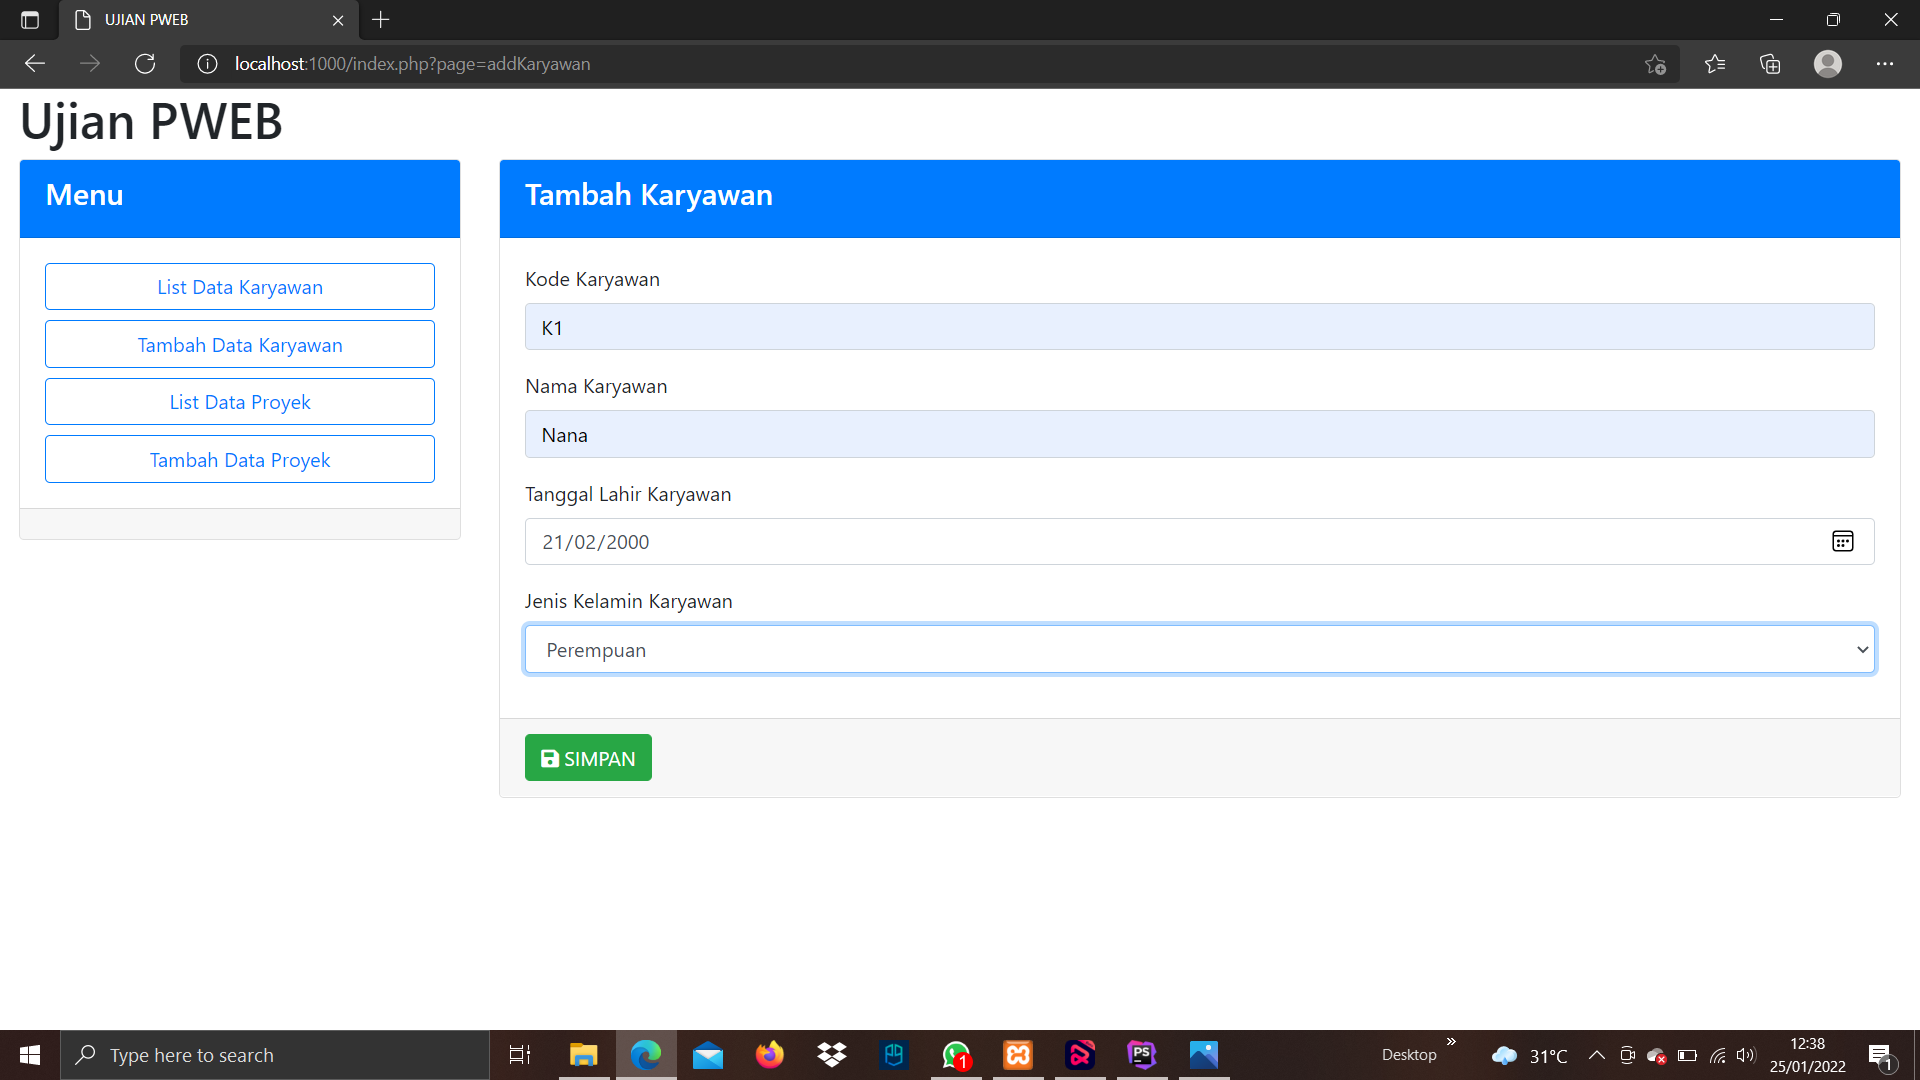 UJIAN PWEB
localhost:1000/index.php?page=addKaryawan
Ujian PWEB
Menu
List Data Karyawan
Tambah Data Karyawan
List Data Proyek
Tambah Data Proyek
Tambah Karyawan
Kode Karyawan
K1
Nama Karyawan
Nana
Tanggal Lahir Karyawan
21/02/2000
Jenis Kelamin Karyawan
Perempuan
SIMPAN
Type here to search
1
PS
Desktop
»
31°C
12:38
25/01/2022
1